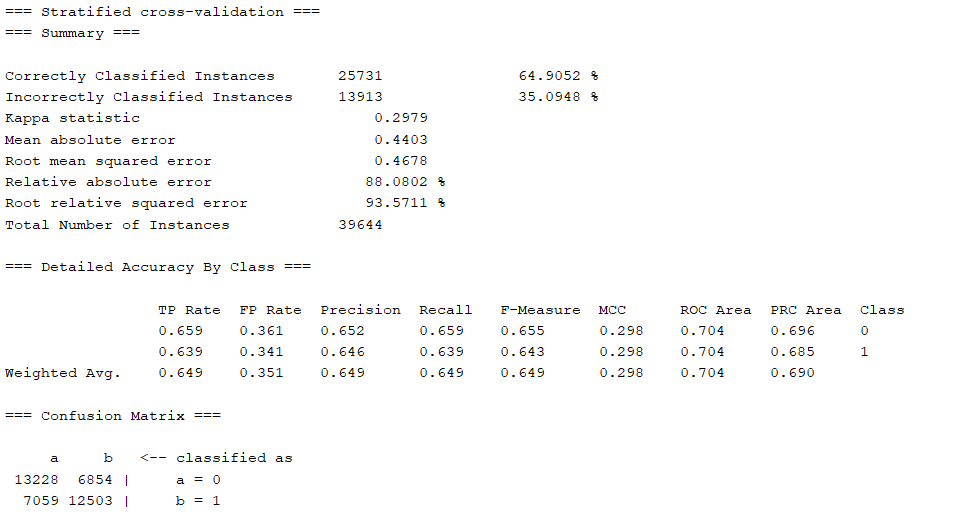 === Stratified cross-validation ===
=== Summary ===
Correctly Classified Instances 25731 64.9052 %
Incorrectly Classified Instances 13913 35.0948 %
Kappa statistic 0.2979
Mean absolute error 0.4403
Root mean squared error 0.4678
Relative absolute error 88.0802 %
Root relative squared error 93.5711 %
Total Number of Instances 39644
=== Detailed Accuracy By Class ===
TP Rate FP Rate Precision Recall F-Measure MCC ROC Area PRC Area Class
0.659 0.361 0.652 0.659 0.655 0.298 0.704 0.696 0
0.639 0.341 0.646 0.639 0.643 0.298 0.704 0.685 1
Weighted Avg. 0.649 0.351 0.649 0.649 0.649 0.298 0.704 0.690
=== Confusion Matrix ===
a b <-- classified as
13228 6854 | a = 0
7059 12503 | b = 1